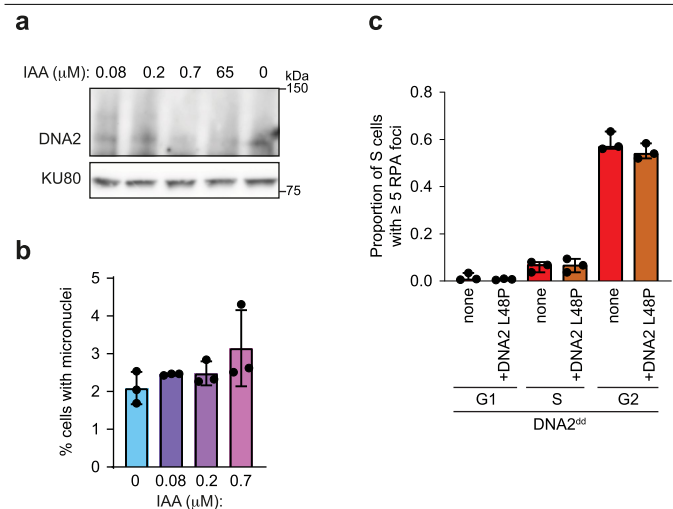 a
IAA (μM): 0.08 0.2 0.7 65 0 kDa
150
DNA2
KU80
75
b
% cells with micronuclei
5
4
3
2
1
0
0 0.08 0.2 0.7
IAA (μM):
c
Proportion of S cells
with ≥ 5 RPA foci
0.8
0.6
0.4
0.2
0.0
none +DNA2 L48P none +DNA2 L48P none +DNA2 L48P
G1 S G2
DNA2dd